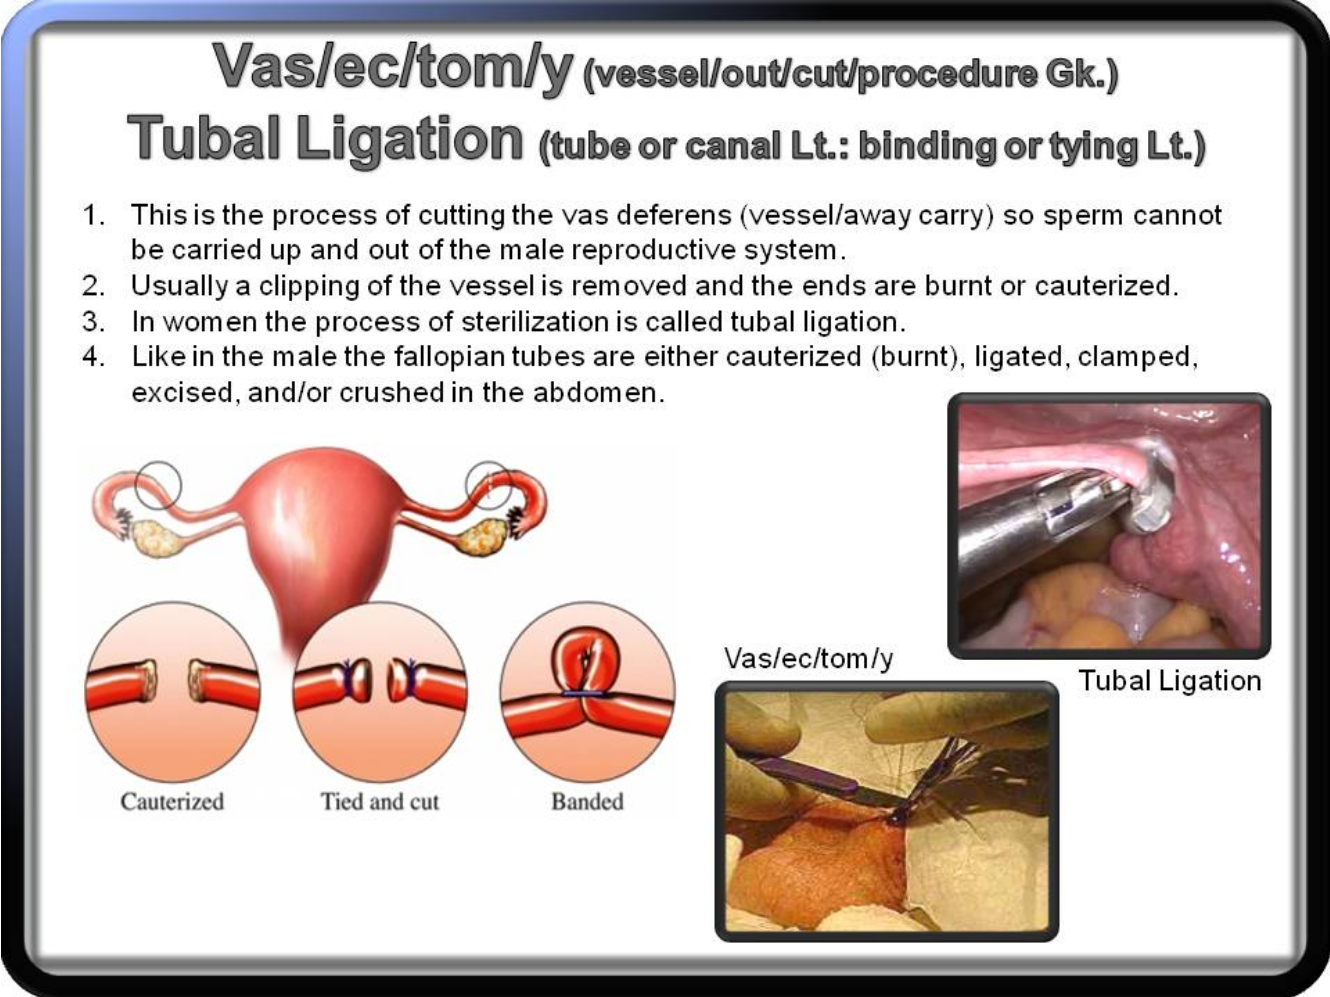 Vas/ec/tom/y (vessel/out/cut/procedure Gk.)
Tubal Ligation (tube or canal Lt.: binding or tying Lt.)
1. This is the process of cutting the vas deferens (vessel/away carry) so sperm cannot
be carried up and out of the male reproductive system.
2. Usually a clipping of the vessel is removed and the ends are burnt or cauterized.
3. In women the process of sterilization is called tubal ligation.
4. Like in the male the fallopian tubes are either cauterized (burnt), ligated, clamped,
excised, and/or crushed in the abdomen.
Vas/ec/tom/y
Tubal Ligation
Cauterized
Tied and cut
Banded